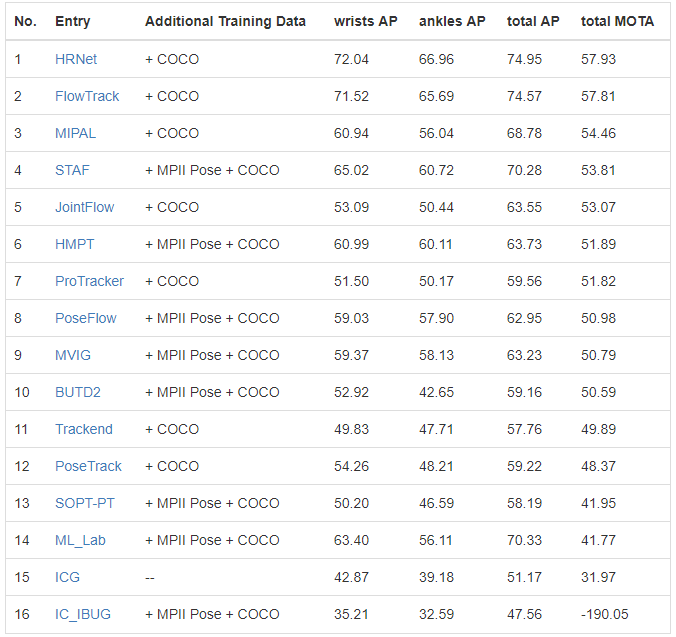 No. Entry Additional Training Data wrists AP ankles AP total AP total MOTA
1 HRNet + COCO 72.04 66.96 74.95 57.93
2 FlowTrack + COCO 71.52 65.69 74.57 57.81
3 MIPAL + COCO 60.94 56.04 68.78 54.46
4 STAF + MPII Pose + COCO 65.02 60.72 70.28 53.81
5 JointFlow + COCO 53.09 50.44 63.55 53.07
6 HMPT + MPII Pose + COCO 60.99 60.11 63.73 51.89
7 ProTracker + COCO 51.50 50.17 59.56 51.82
8 PoseFlow + MPII Pose + COCO 59.03 57.90 62.95 50.98
9 MVIG + MPII Pose + COCO 59.37 58.13 63.23 50.79
10 BUTD2 + MPII Pose + COCO 52.92 42.65 59.16 50.59
11 Trackend + COCO 49.83 47.71 57.76 49.89
12 PoseTrack + COCO 54.26 48.21 59.22 48.37
13 SOPT-PT + MPII Pose + COCO 50.20 46.59 58.19 41.95
14 ML_Lab + MPII Pose + COCO 63.40 56.11 70.33 41.77
15 ICG -- 42.87 39.18 51.17 31.97
16 IC_IBUG + MPII Pose + COCO 35.21 32.59 47.56 -190.05